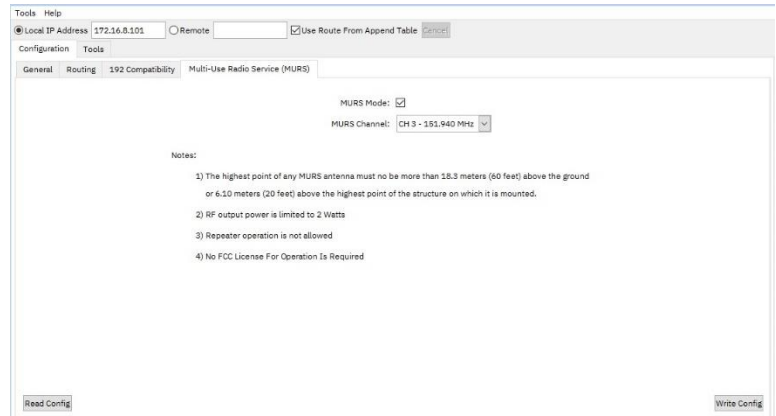 Tools Help
Local IP Address 172.16.8.101 Remote Use Route From Append Table Cancel
Configuration Tools
General Routing 192 Compatibility Multi-Use Radio Service (MURS)
MURS Mode:
MURS Channel: CH 3 - 151.940 MHz
Notes:
1) The highest point of any MURS antenna must no be more than 18.3 meters (60 feet) above the ground
or 6.10 meters (20 feet) above the highest point of the structure on which it is mounted.
2) RF output power is limited to 2 Watts
3) Repeater operation is not allowed
4) No FCC License For Operation Is Required
Read Config Write Config